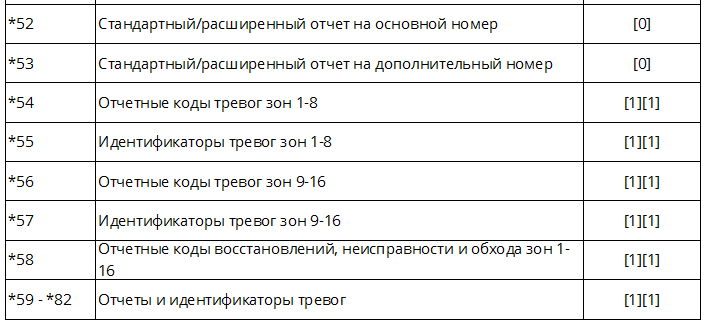 *52 Стандартный/расширенный отчет на основной номер [0]
*53 Стандартный/расширенный отчет на дополнительный номер [0]
*54 Отчетные коды тревог зон 1-8 [1][1]
*55 Идентификаторы тревог зон 1-8 [1][1]
*56 Отчетные коды тревог зон 9-16 [1][1]
*57 Идентификаторы тревог зон 9-16 [1][1]
*58 Отчетные коды восстановлений, неисправности и обхода зон 1-
16 [1][1]
*59 - *82 Отчеты и идентификаторы тревог [1][1]